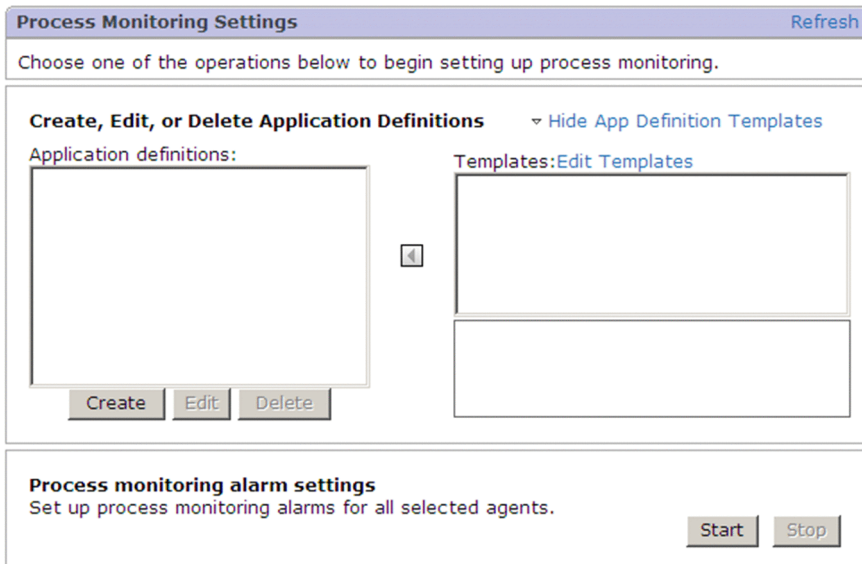 Process Monitoring Settings Refresh
Choose one of the operations below to begin setting up process monitoring.
Create, Edit, or Delete Application Definitions Hide App Definition Templates
Application definitions:
Templates:Edit Templates
Create Edit Delete
Process monitoring alarm settings
Set up process monitoring alarms for all selected agents.
Start Stop